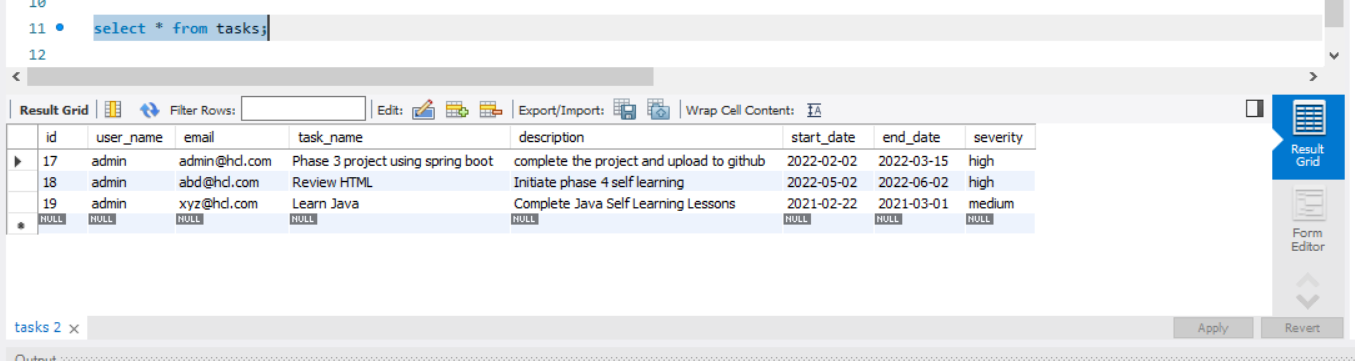 10
11 select * from tasks;
12
Result Grid Filter Rows: Edit: Export/Import: Wrap Cell Content:
id user_name email task_name description start_date end_date severity
17 admin admin@hcl.com Phase 3 project using spring boot complete the project and upload to github 2022-02-02 2022-03-15 high
18 admin abd@hcl.com Review HTML Initiate phase 4 self learning 2022-05-02 2022-06-02 high
19 admin xyz@hcl.com Learn Java Complete Java Self Learning Lessons 2021-02-22 2021-03-01 medium
NULL NULL NULL NULL NULL NULL NULL NULL
Result
Grid
Form
Editor
tasks 2 Apply Revert
Output